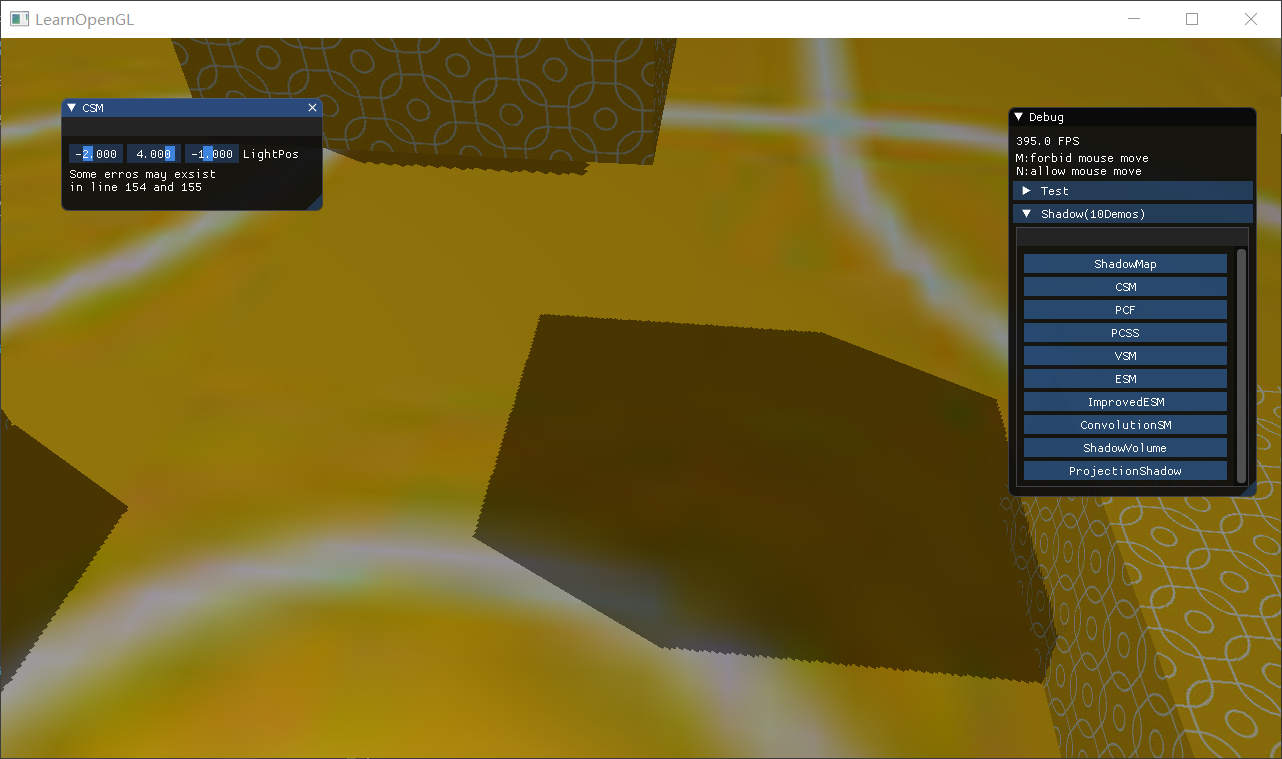 LearnOpenGL
CSM
-2.000 4.000 -1.000 LightPos
Some erros may exsist
in line 154 and 155
Debug
395.0 FPS
M:forbid mouse move
N:allow mouse move
Test
Shadow(10Demos)
ShadowMap
CSM
PCF
PCSS
VSM
ESM
ImprovedESM
ConvolutionSM
ShadowVolume
ProjectionShadow